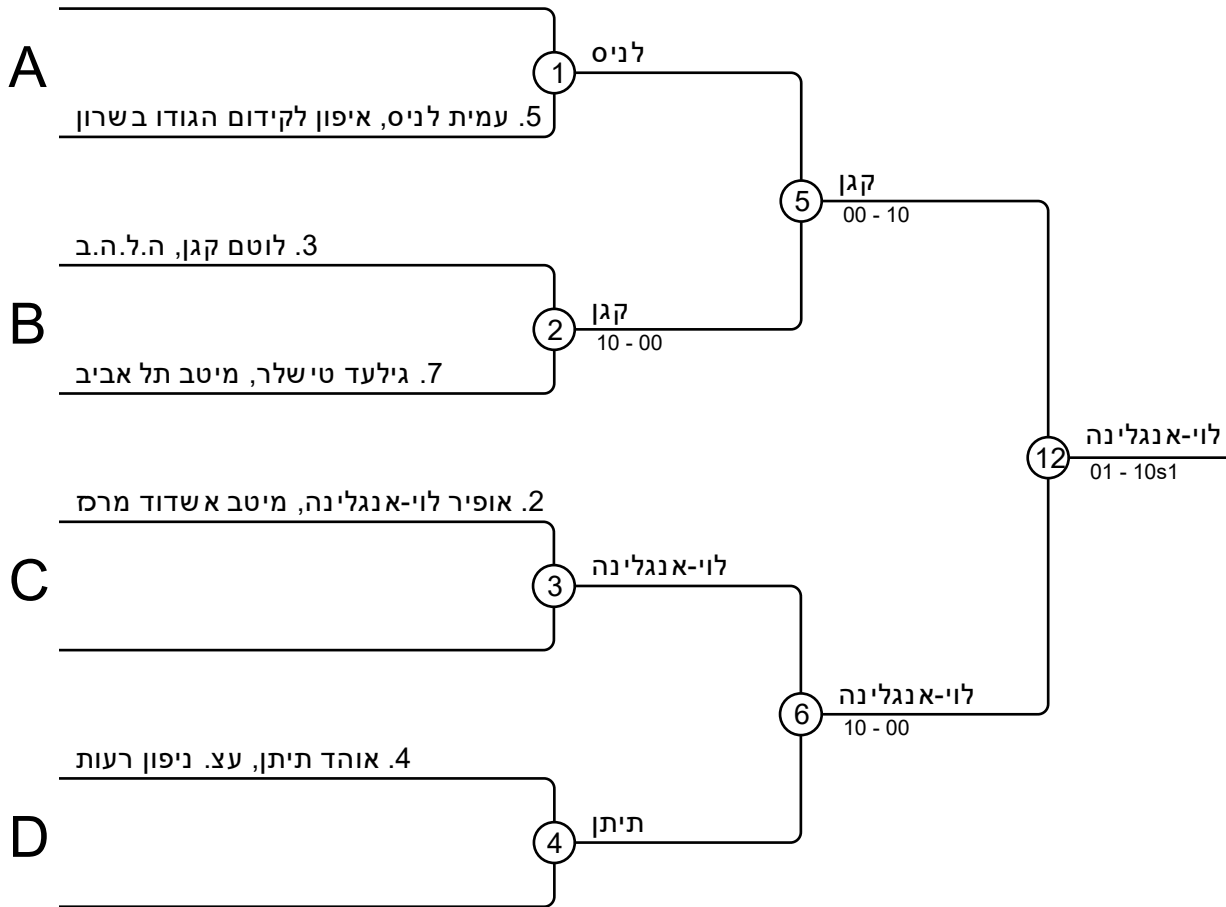 A
1
לניס
5. עמית לניס, איפון לקידום הגודו בשרון
5
קגן
00 - 10
3. לוטם קגן, ה.ל.ה.ב
B
2
קגן
10 - 00
7. גילעד טישלר, מיטב תל אביב
12
לוי-אנגלינה
01 - 10s1
2. אופיר לוי-אנגלינה, מיטב אשדוד מרכז
C
3
לוי-אנגלינה
6
לוי-אנגלינה
10 - 00
4. אוהד תיתן, עצ. ניפון רעות
D
4
תיתן